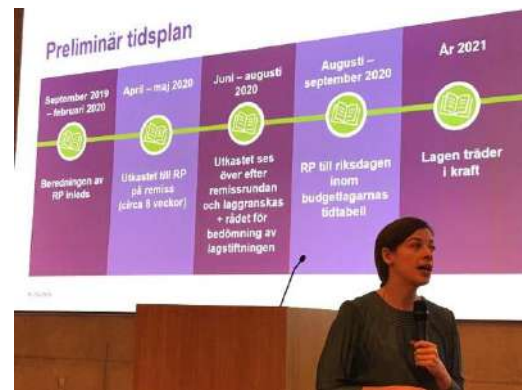 Preliminär tidsplan
September 2019
– februari 2020
Beredningen av
RP inleds
April – maj 2020
Utkastet till RP
på remiss
(circa 8 veckor)
Juni – augusti
2020
Utkastet ses
över efter
remissrundan
och laggranskas
+ rådet för
bedömning av
lagstiftningen
Augusti –
september 2020
RP till riksdagen
inom
budgetlagarnas
tidtabell
År 2021
Lagen träder
i kraft